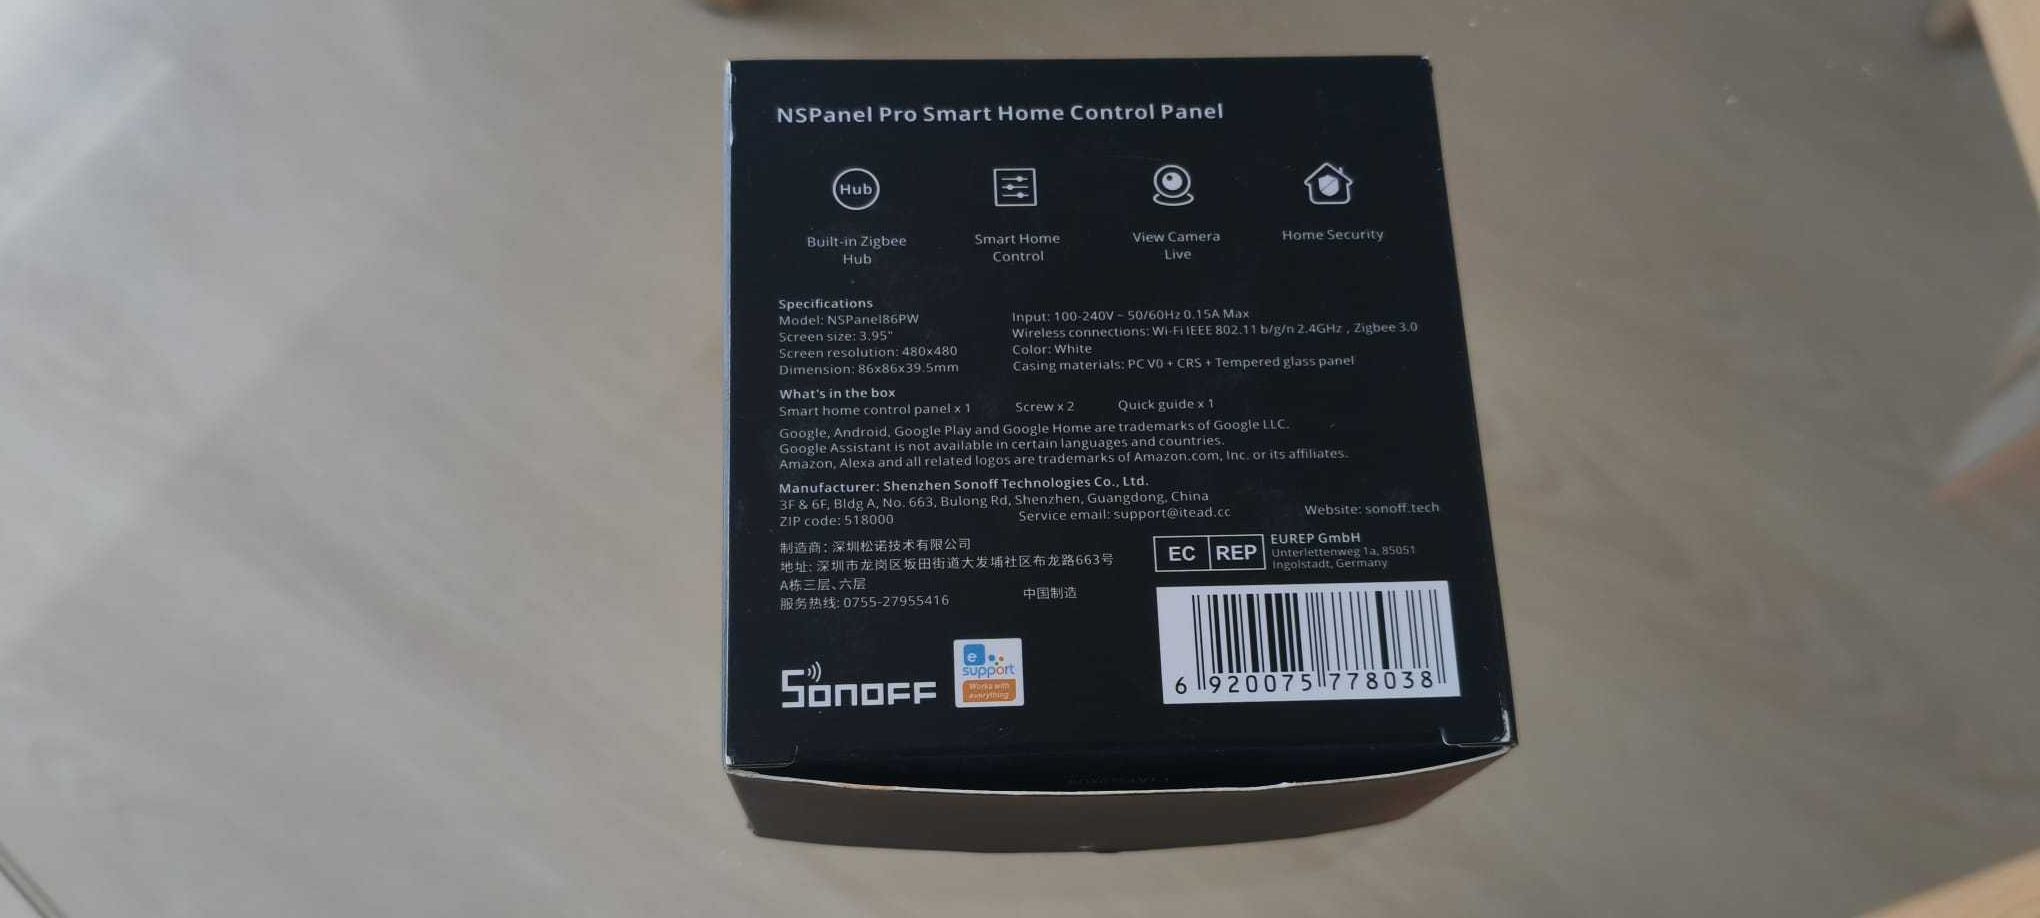 NSPanel Pro Smart Home Control Panel
Hub
Built-in Zigbee
Hub
Smart Home
Control
View Camera
Live
Home Security
Specifications
Model: NSPanel86PW
Screen size: 3.95"
Screen resolution: 480x480
Dimension: 86x86x39.5mm
Input: 100-240V ~ 50/60Hz 0.15A Max
Wireless connections: Wi-Fi IEEE 802.11 b/g/n 2.4GHz , Zigbee 3.0
Color: White
Casing materials: PC V0 + CRS + Tempered glass panel
What's in the box
Smart home control panel x 1 Screw x 2 Quick guide x 1
Google, Android, Google Play and Google Home are trademarks of Google LLC.
Google Assistant is not available in certain languages and countries.
Amazon, Alexa and all related logos are trademarks of Amazon.com, Inc. or its affiliates.
Manufacturer: Shenzhen Sonoff Technologies Co., Ltd.
3F & 6F, Bldg A, No. 663, Bulong Rd, Shenzhen, Guangdong, China
ZIP code: 518000 Service email: support@itead.cc Website: sonoff.tech
制造商: 深圳松诺技术有限公司
地址: 深圳市龙岗区坂田街道大发埔社区布龙路663号
A栋三层、六层
服务热线: 0755-27955416 中国制造
EC REP
EUREP GmbH
Unterlettenweg 1a, 85051
Ingolstadt, Germany
SONOFF
e
support
Works with
everything
6 920075 778038